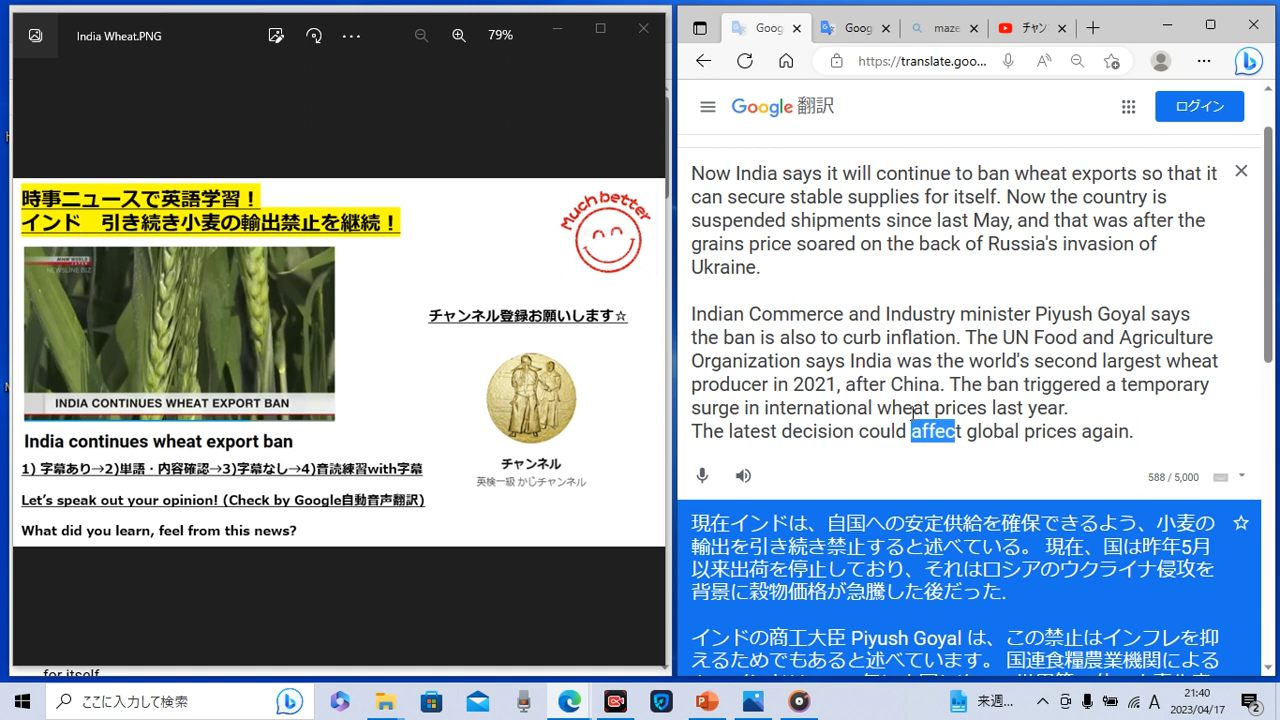 India Wheat.PNG
79%
時事ニュースで英語学習！
インド　引き続き小麦の輸出禁止を継続！
Much better
NHK WORLD
NEWSLINE BIZ
INDIA CONTINUES WHEAT EXPORT BAN
チャンネル登録お願いします☆
チャンネル
英検一級 かじチャンネル
India continues wheat export ban
1) 字幕あり→2)単語・内容確認→3)字幕なし→4)音読練習with字幕
Let's speak out your opinion! (Check by Google自動音声翻訳)
What did you learn, feel from this news?
for itself
Goog
Goog
maze
チャン
https://translate.goo...
Google 翻訳
ログイン
Now India says it will continue to ban wheat exports so that it
can secure stable supplies for itself. Now the country is
suspended shipments since last May, and that was after the
grains price soared on the back of Russia's invasion of
Ukraine.
Indian Commerce and Industry minister Piyush Goyal says
the ban is also to curb inflation. The UN Food and Agriculture
Organization says India was the world's second largest wheat
producer in 2021, after China. The ban triggered a temporary
surge in international wheat prices last year.
The latest decision could affect global prices again.
588 / 5,000
現在インドは、自国への安定供給を確保できるよう、小麦の
輸出を引き続き禁止すると述べている。 現在、国は昨年5月
以来出荷を停止しており、それはロシアのウクライナ侵攻を
背景に穀物価格が急騰した後だった.
インドの商工大臣 Piyush Goyal は、この禁止はインフレを抑
えるためでもあると述べています。 国連食糧農業機関による
ここに入力して検索
来週...
A
21:40
2023/04/17
2